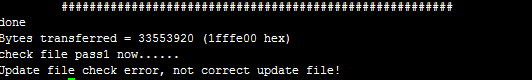 ########################################################
done
Bytes transferred = 33553920 (1fffe00 hex)
check file pass1 now......
Update file check error, not correct update file!